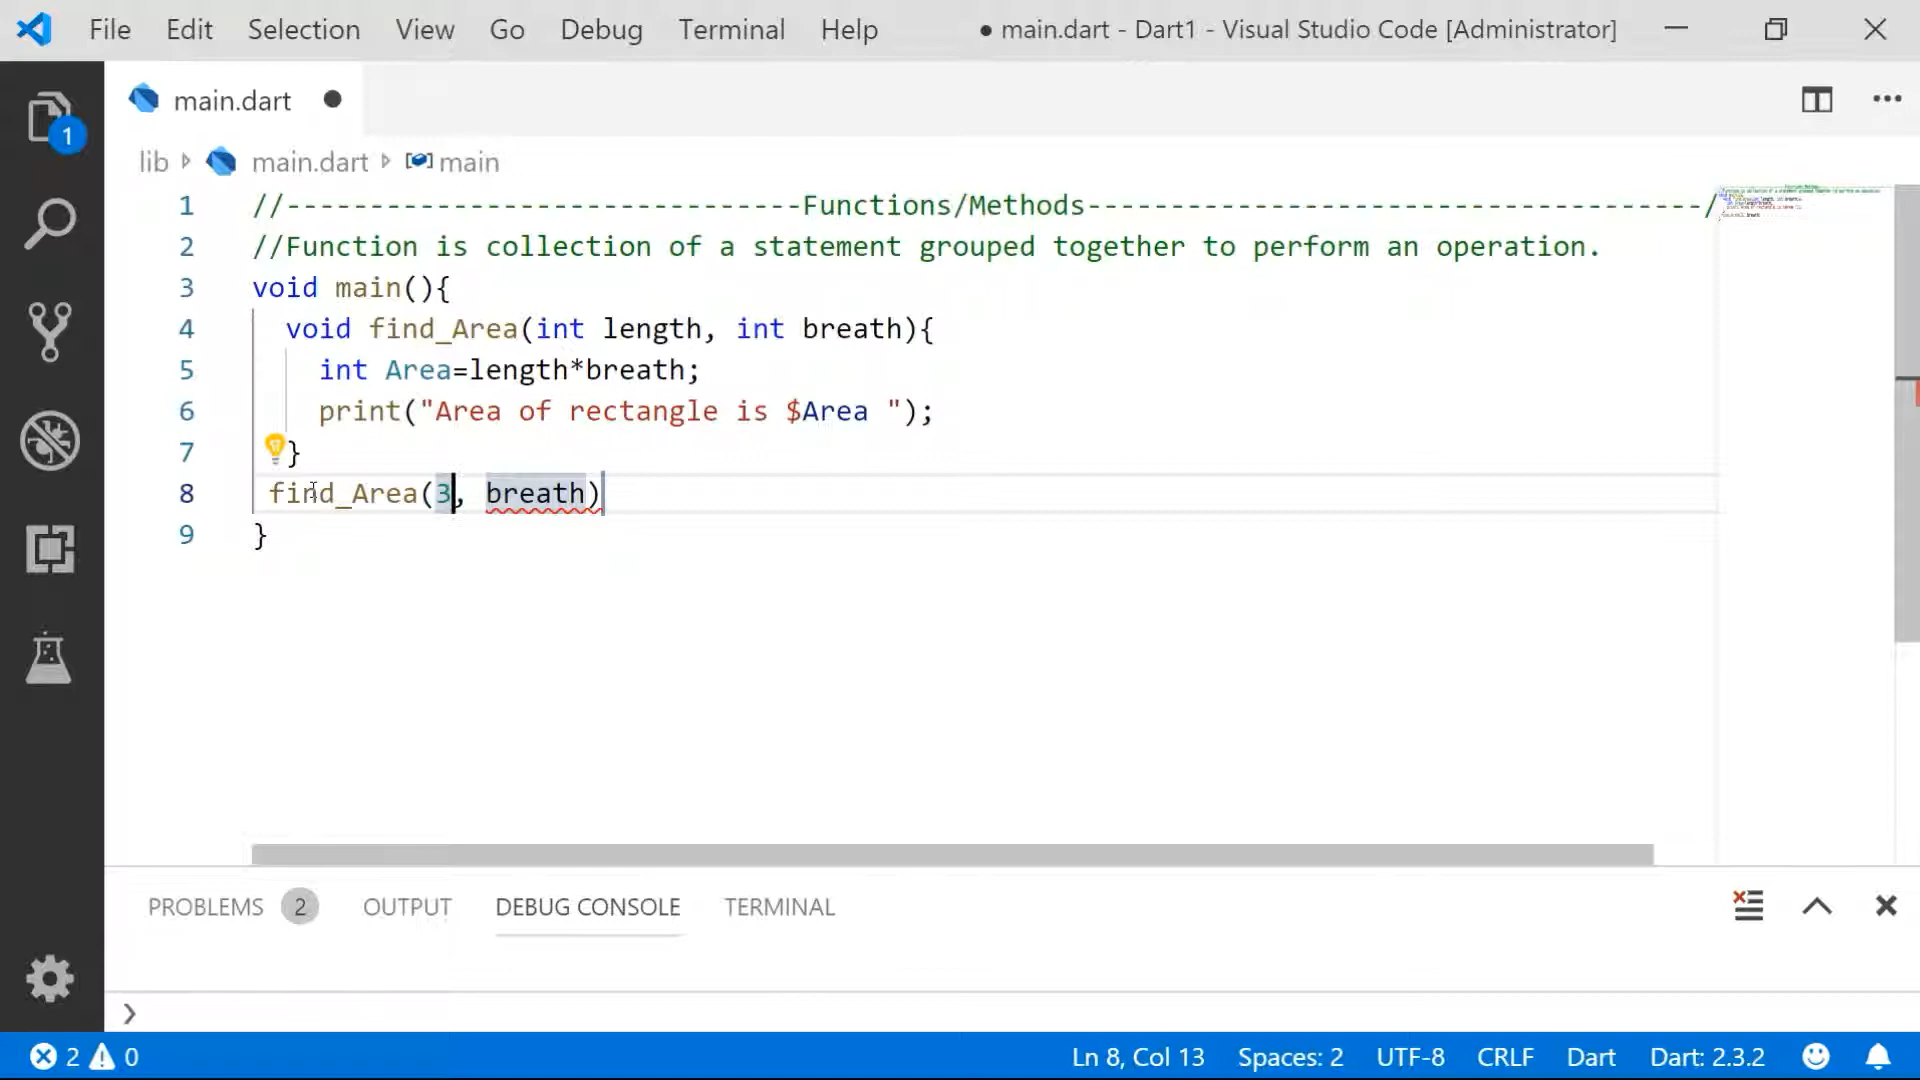 File Edit Selection View Go Debug Terminal Help ● main.dart - Dart1 - Visual Studio Code [Administrator]
main.dart
1
lib main.dart main
1 //-------------------------------Functions/Methods-------------------------------------/
2 //Function is collection of a statement grouped together to perform an operation.
3 void main(){
4 void find_Area(int length, int breath){
5 int Area=length*breath;
6 print("Area of rectangle is $Area ");
7 }
8 find_Area(3, breath)
9 }
PROBLEMS 2 OUTPUT DEBUG CONSOLE TERMINAL
2 0 Ln 8, Col 13 Spaces: 2 UTF-8 CRLF Dart Dart: 2.3.2